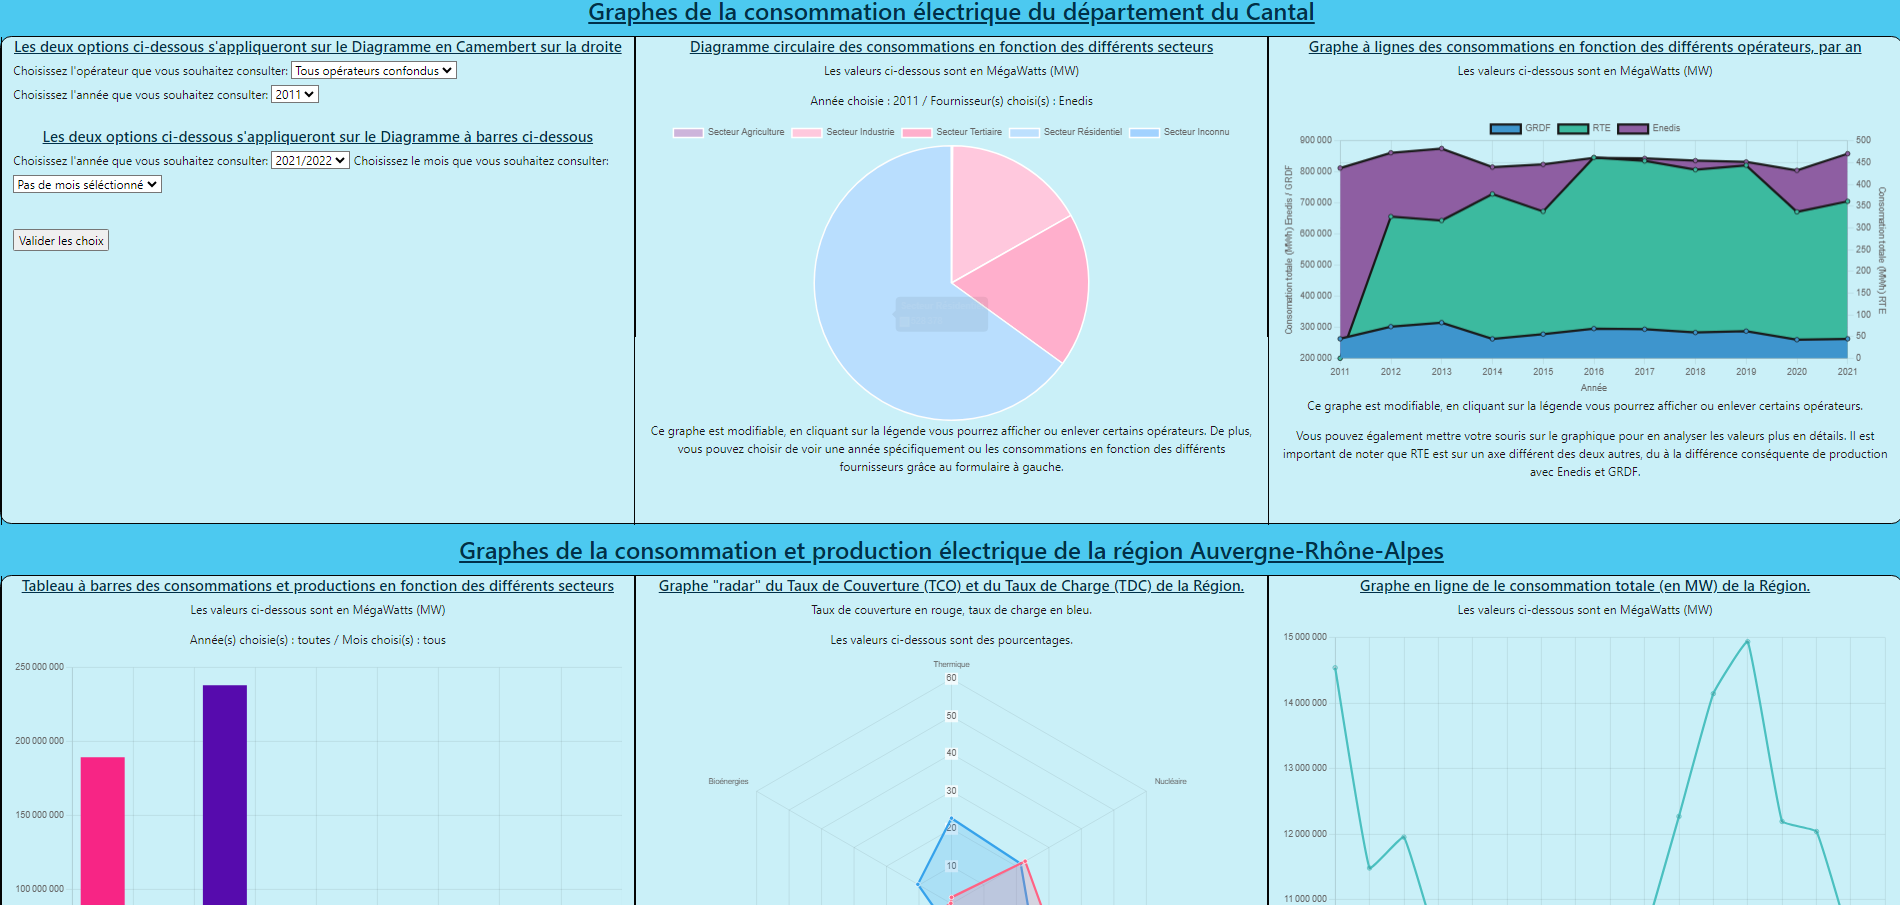 Graphes de la consommation électrique du département du Cantal
Les deux options ci-dessous s'appliqueront sur le Diagramme en Camembert sur la droite
Choisissez l'opérateur que vous souhaitez consulter: Tous opérateurs confondus
Choisissez l'année que vous souhaitez consulter: 2011
Les deux options ci-dessous s'appliqueront sur le Diagramme à barres ci-dessous
Choisissez l'année que vous souhaitez consulter: 2021/2022 Choisissez le mois que vous souhaitez consulter:
Pas de mois séléctionné
Valider les choix
Diagramme circulaire des consommations en fonction des différents secteurs
Les valeurs ci-dessous sont en MégaWatts (MW)
Année choisie : 2011 / Fournisseur(s) choisi(s) : Enedis
Secteur Agriculture Secteur Industrie Secteur Tertiaire Secteur Résidentiel Secteur Inconnu
Ce graphe est modifiable, en cliquant sur la légende vous pourrez afficher ou enlever certains opérateurs. De plus,
vous pouvez choisir de voir une année spécifiquement ou les consommations en fonction des différents
fournisseurs grâce au formulaire à gauche.
Graphe à lignes des consommations en fonction des différents opérateurs, par an
Les valeurs ci-dessous sont en MégaWatts (MW)
GRDF RTE Enedis
Consomation totale (MWh) Enedis / GRDF
900 000
800 000
700 000
600 000
500 000
400 000
300 000
200 000
500
450
400
350
300
250
200
150
100
50
0
Consomation totale (MWh) RTE
2011 2012 2013 2014 2015 2016 2017 2018 2019 2020 2021
Année
Ce graphe est modifiable, en cliquant sur la légende vous pourrez afficher ou enlever certains opérateurs.
Vous pouvez également mettre votre souris sur le graphique pour en analyser les valeurs plus en détails. Il est
important de noter que RTE est sur un axe différent des deux autres, du à la différence conséquente de production
avec Enedis et GRDF.
Graphes de la consommation et production électrique de la région Auvergne-Rhône-Alpes
Tableau à barres des consommations et productions en fonction des différents secteurs
Les valeurs ci-dessous sont en MégaWatts (MW)
Année(s) choisie(s) : toutes / Mois choisi(s) : tous
250 000 000
200 000 000
150 000 000
100 000 000
Graphe "radar" du Taux de Couverture (TCO) et du Taux de Charge (TDC) de la Région.
Taux de couverture en rouge, taux de charge en bleu.
Les valeurs ci-dessous sont des pourcentages.
Thermique
60
50
40
Bioénergies
Nucléaire
30
20
10
Graphe en ligne de le consommation totale (en MW) de la Région.
Les valeurs ci-dessous sont en MégaWatts (MW)
15 000 000
14 000 000
13 000 000
12 000 000
11 000 000